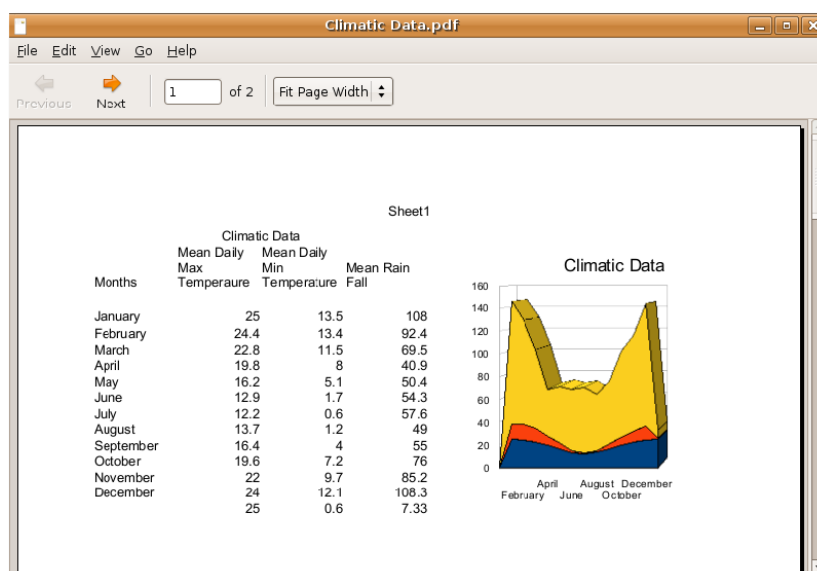 Climatic Data.pdf
File Edit View Go Help
Previous Next 1 of 2 Fit Page Width
Sheet1
Climatic Data
Mean Daily Mean Daily
Max Min Mean Rain
Months Temperaure Temperature Fall
January 25 13.5 108
February 24.4 13.4 92.4
March 22.8 11.5 69.5
April 19.8 8 40.9
May 16.2 5.1 50.4
June 12.9 1.7 54.3
July 12.2 0.6 57.6
August 13.7 1.2 49
September 16.4 4 55
October 19.6 7.2 76
November 22 9.7 85.2
December 24 12.1 108.3
25 0.6 7.33
Climatic Data
160
140
120
100
80
60
40
20
0
April August December
February June October